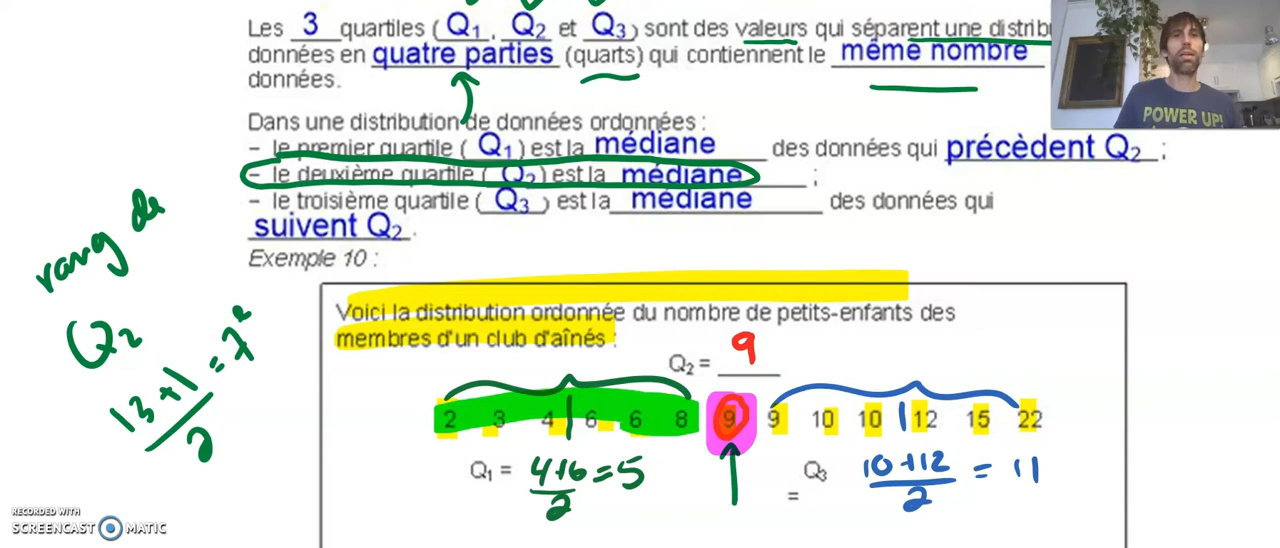 Les 3 quartiles (Q₁, Q₂ et Q₃) sont des valeurs qui séparent une distrib
données en quatre parties (quarts) qui contiennent le même nombre
données.
Dans une distribution de données ordonnées :
– le premier quartile ( Q₁ ) est la médiane des données qui précèdent Q₂ ;
– le deuxième quartile ( Q₂ ) est la médiane ;
– le troisième quartile ( Q₃ ) est la médiane des données qui
suivent Q₂ .
Exemple 10 :
rang de
Q₂
13+1/2 = 7ᵉ
Voici la distribution ordonnée du nombre de petits-enfants des
membres d'un club d'aînés :
Q₂ = 9
2 3 4 6 6 8 9 9 10 10 12 15 22
Q₁ = 4+6/2 = 5
Q₃ = 10+12/2 = 11
POWER UP!
RECORDED WITH
SCREENCAST MATIC